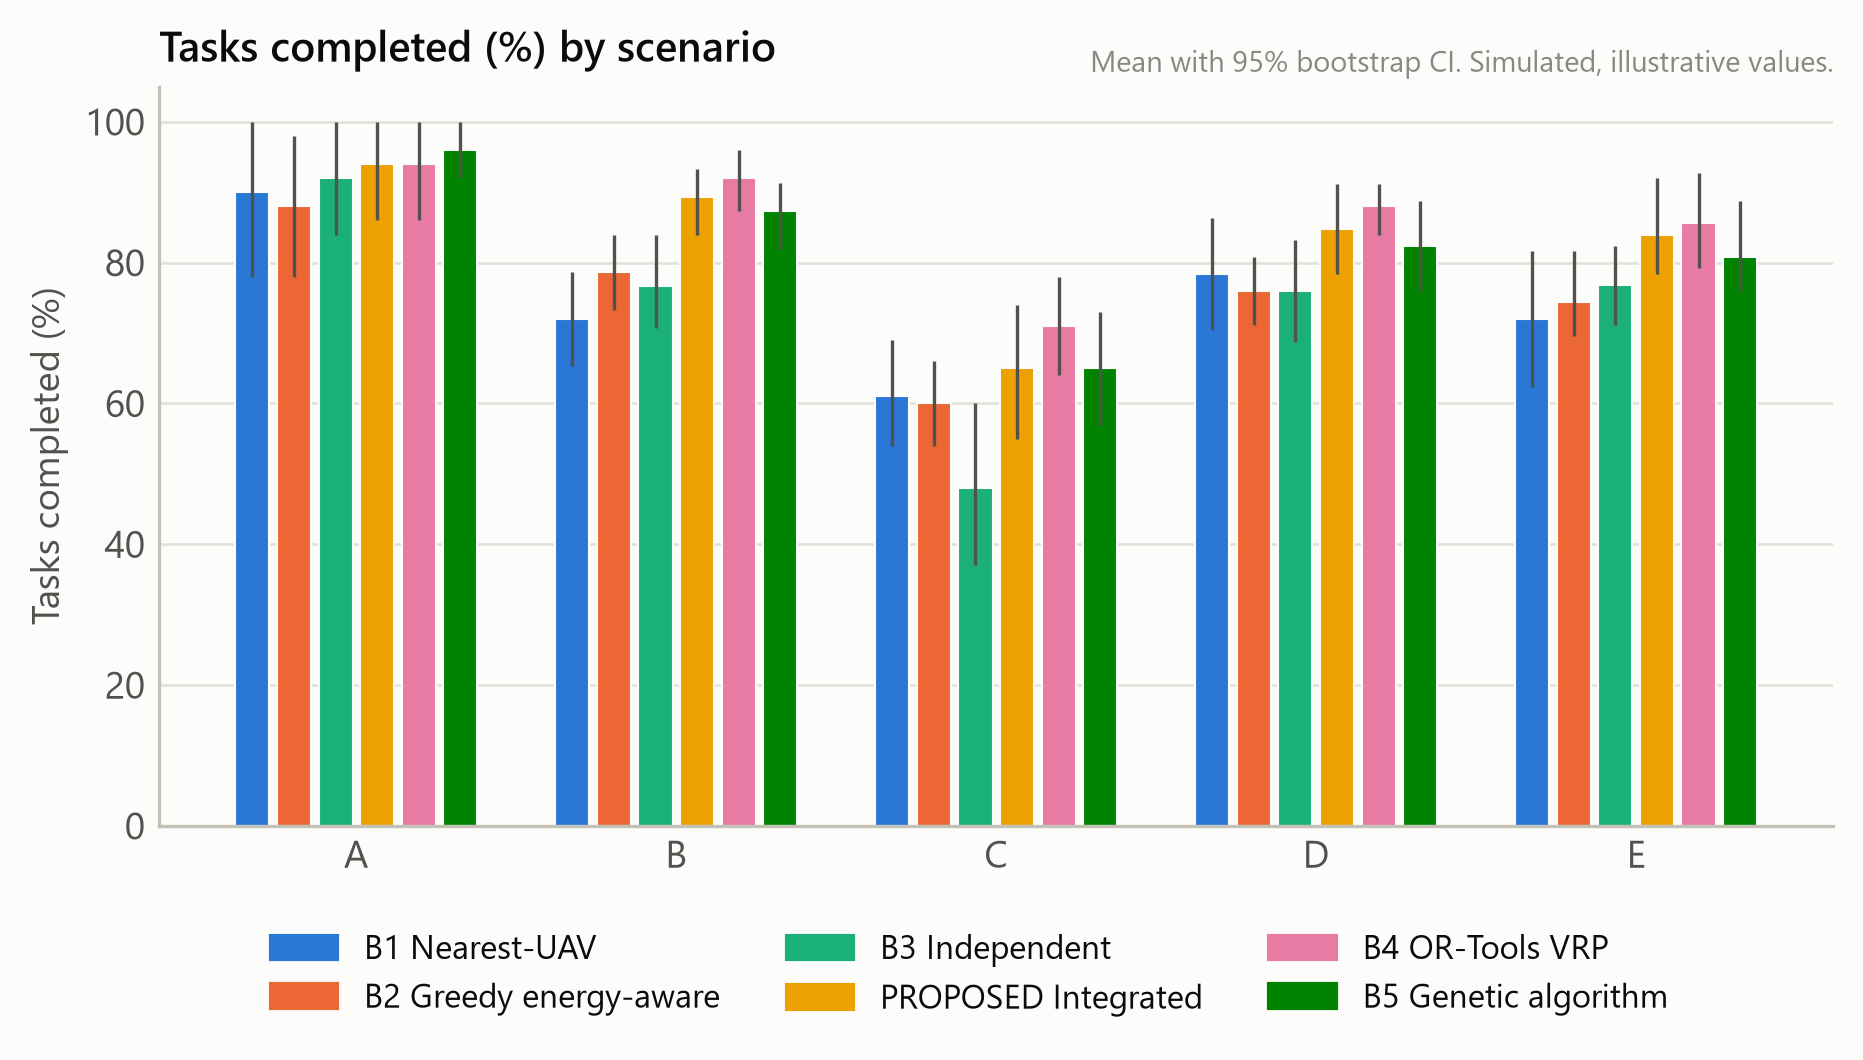 Tasks completed (%) by scenario
Mean with 95% bootstrap CI. Simulated, illustrative values.
Tasks completed (%)
100
80
60
40
20
0
A B C D E
B1 Nearest-UAV
B2 Greedy energy-aware
B3 Independent
PROPOSED Integrated
B4 OR-Tools VRP
B5 Genetic algorithm